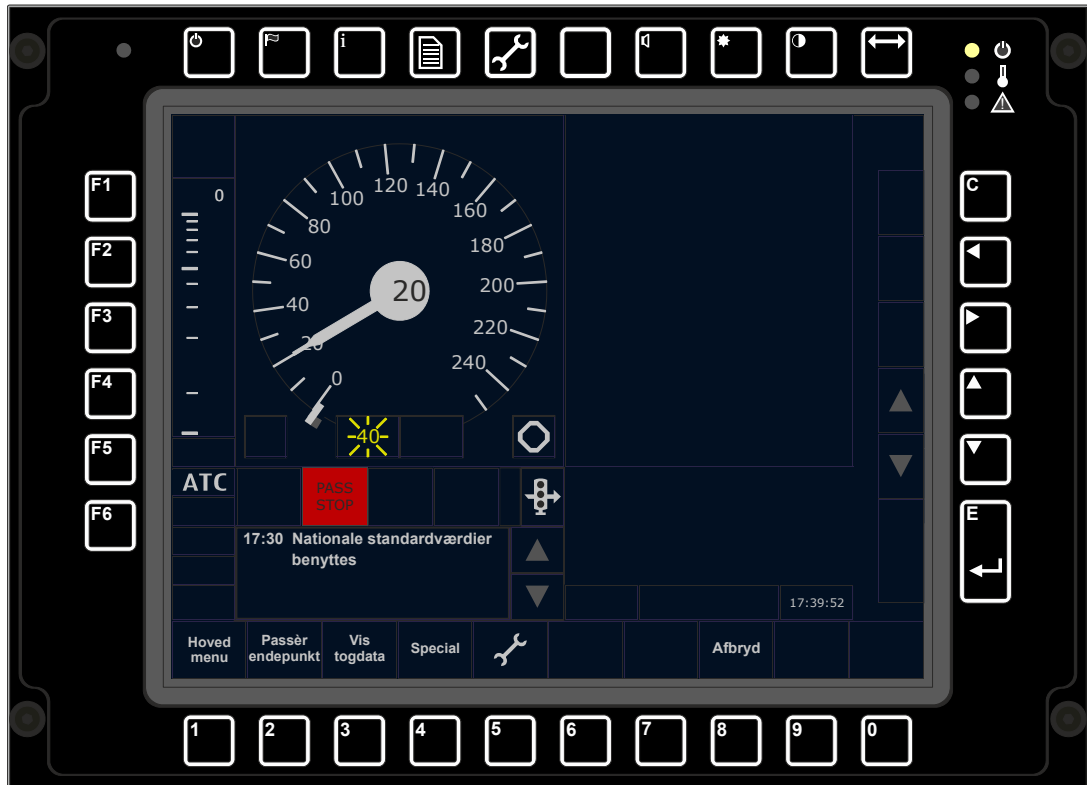 i
F1
F2
F3
F4
F5
F6
C
E
0
0
20
40
60
80
100
120
140
160
180
200
220
240
20
40
ATC
PASS
STOP
17:30 Nationale standardværdier
benyttes
17:39:52
Hoved
menu
Passèr
endepunkt
Vis
togdata
Special
Afbryd
1
2
3
4
5
6
7
8
9
0